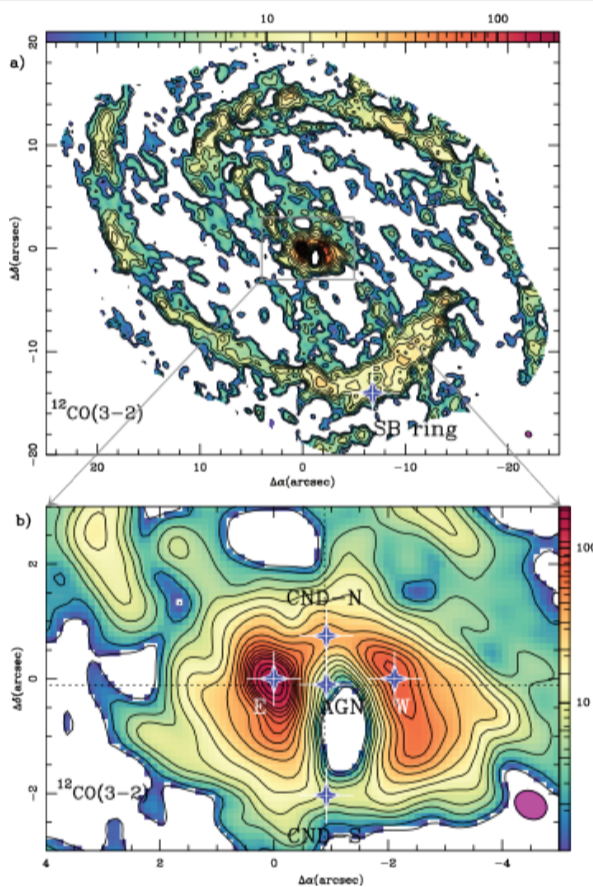 10 100
a)
20
10
0
-10
-20
Δδ(arcsec)
¹²CO(3-2)
SB ring
20 10 0 -10 -20
Δα(arcsec)
b)
2
0
-2
Δδ(arcsec)
CND-N
E AGN W
¹²CO(3-2)
CND-S
4 2 0 -2 -4
Δα(arcsec)
100
10